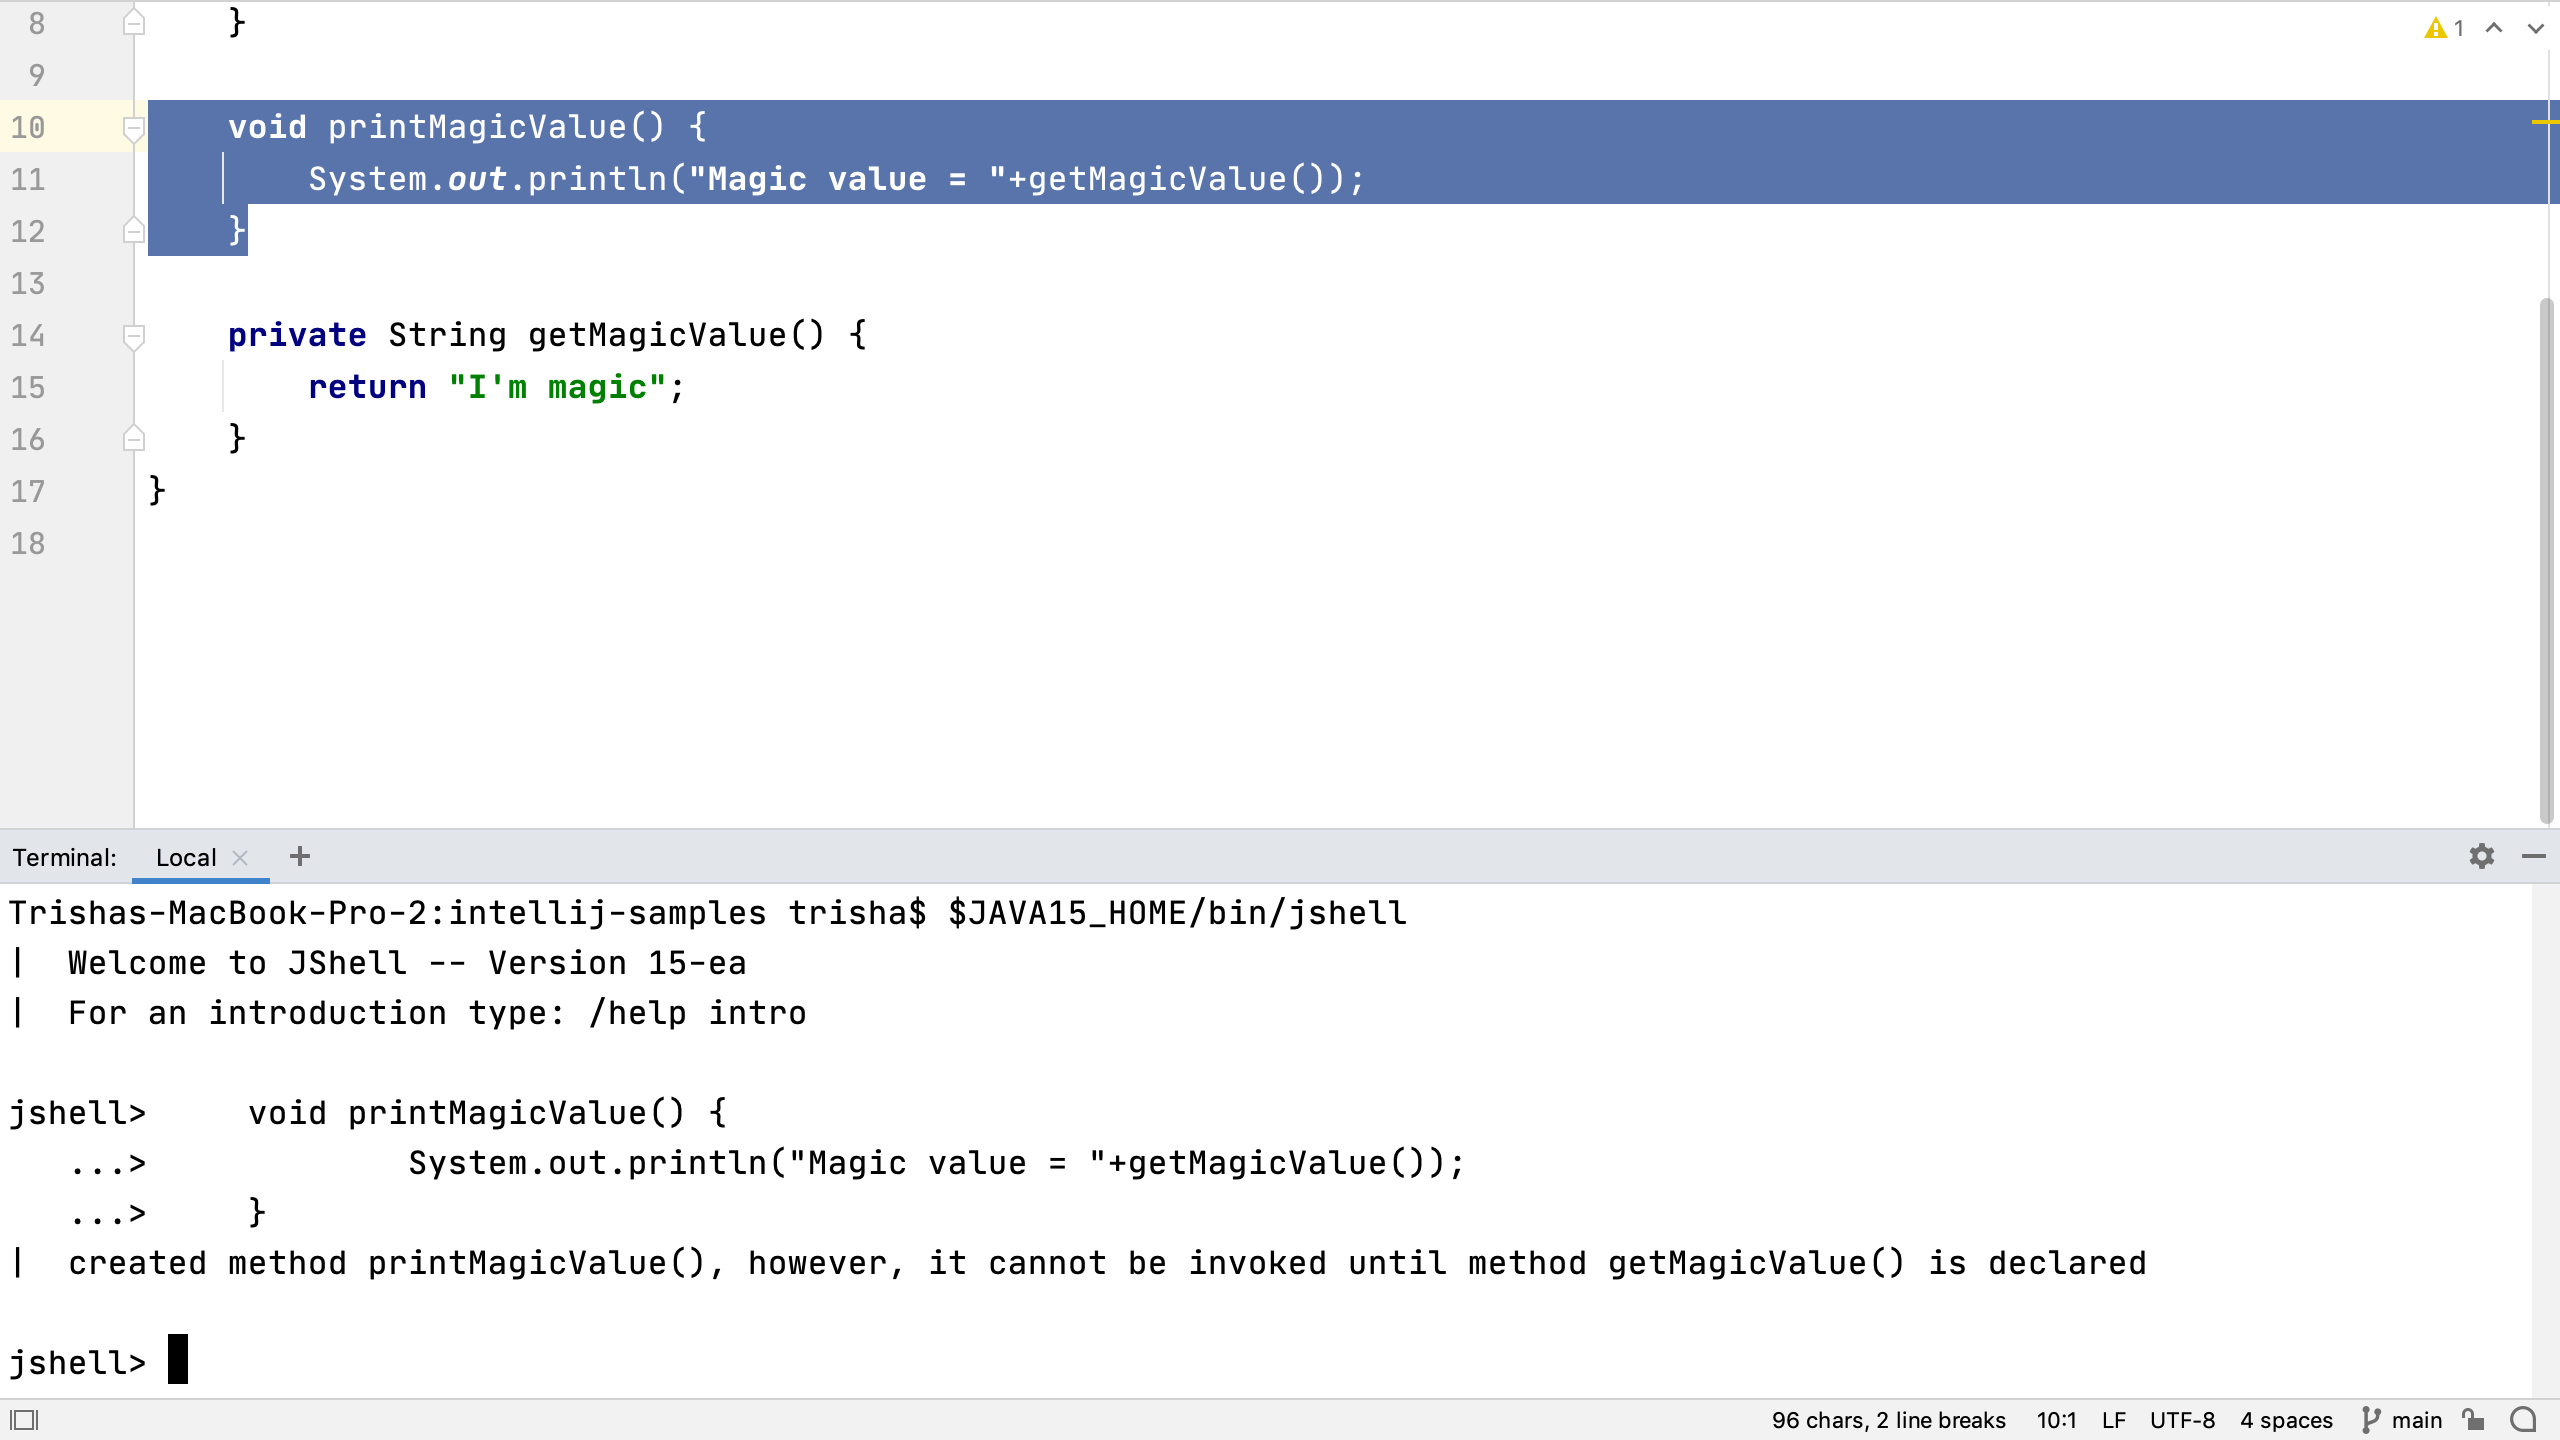 8 }
1
9
10 void printMagicValue() {
11 System.out.println("Magic value = "+getMagicValue());
12 }
13
14 private String getMagicValue() {
15 return "I'm magic";
16 }
17 }
18
Terminal: Local × +
Trishas-MacBook-Pro-2:intellij-samples trisha$ $JAVA15_HOME/bin/jshell
| Welcome to JShell -- Version 15-ea
| For an introduction type: /help intro
jshell> void printMagicValue() {
...> System.out.println("Magic value = "+getMagicValue());
...> }
| created method printMagicValue(), however, it cannot be invoked until method getMagicValue() is declared
jshell>
96 chars, 2 line breaks 10:1 LF UTF-8 4 spaces main